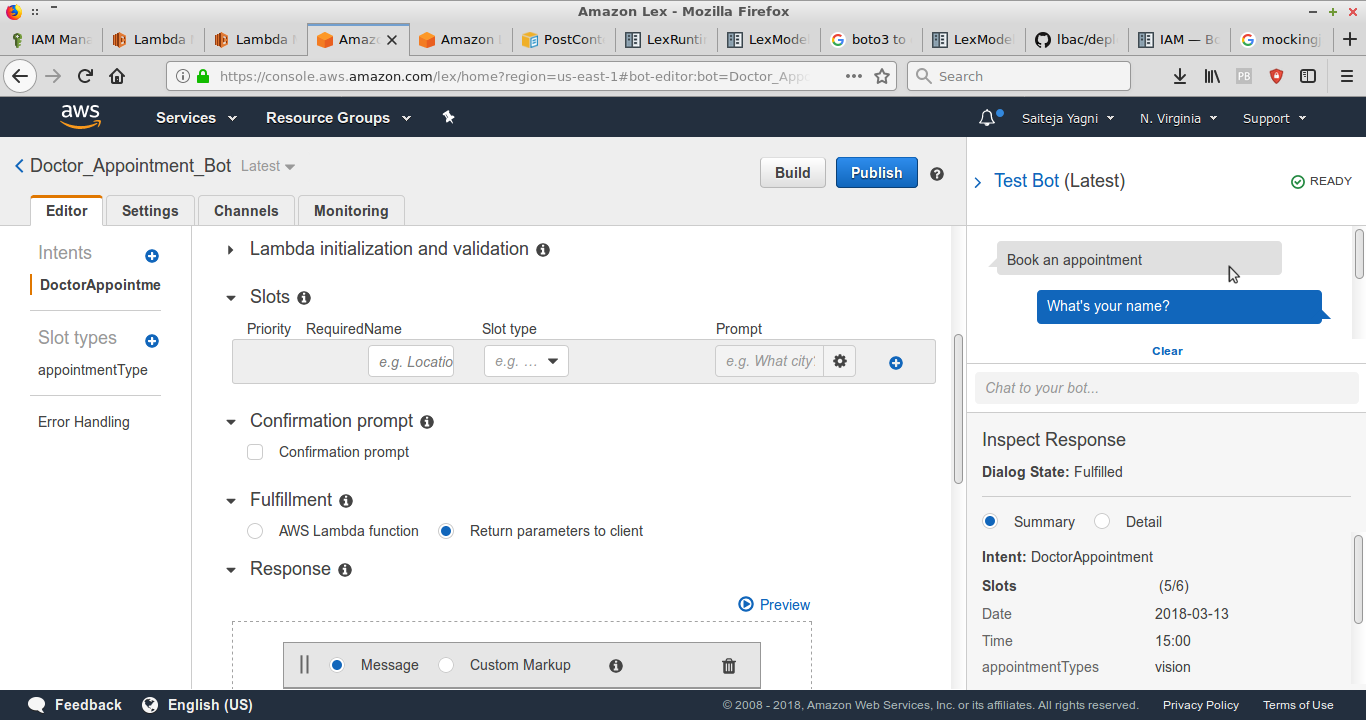 Amazon Lex - Mozilla Firefox
IAM Mana
Lambda
Lambda
Amaz
Amazon
PostCont
LexRunti
LexModel
boto3 to
LexModel
lbac/depl
IAM — Bo
mockingj
https://console.aws.amazon.com/lex/home?region=us-east-1#bot-editor:bot=Doctor_App
Search
PB
aws
Services
Resource Groups
Saiteja Yagni
N. Virginia
Support
Doctor_Appointment_Bot
Latest
Build
Publish
Test Bot (Latest)
READY
Editor
Settings
Channels
Monitoring
Intents
DoctorAppointme
Slot types
appointmentType
Error Handling
Lambda initialization and validation
Slots
Priority
Required
Name
Slot type
Prompt
e.g. Locatio
e.g. ...
e.g. What city
Confirmation prompt
Confirmation prompt
Fulfillment
AWS Lambda function
Return parameters to client
Response
Preview
Message
Custom Markup
Book an appointment
What's your name?
Clear
Chat to your bot...
Inspect Response
Dialog State: Fulfilled
Summary
Detail
Intent: DoctorAppointment
Slots (5/6)
Date 2018-03-13
Time 15:00
appointmentTypes vision
Feedback
English (US)
© 2008 - 2018, Amazon Web Services, Inc. or its affiliates. All rights reserved.
Privacy Policy
Terms of Use